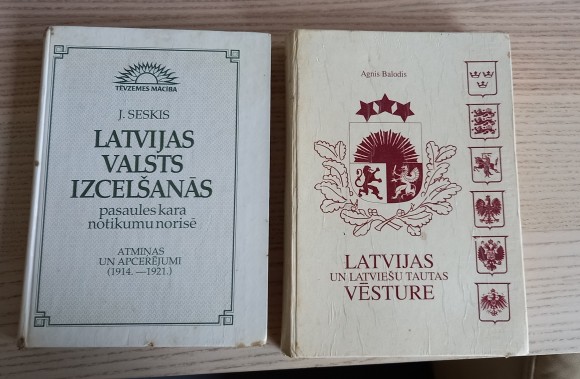 TĒVZEMES MĀCĪBA
J. SESKIS
LATVIJAS
VALSTS
IZCELŠANĀS
pasaules kara
notikumu norisē
ATMIŅAS
UN APCERĒJUMI
(1914. —1921.)
Agnis Balodis
LATVIJAS
UN LATVIEŠU TAUTAS
VĒSTURE